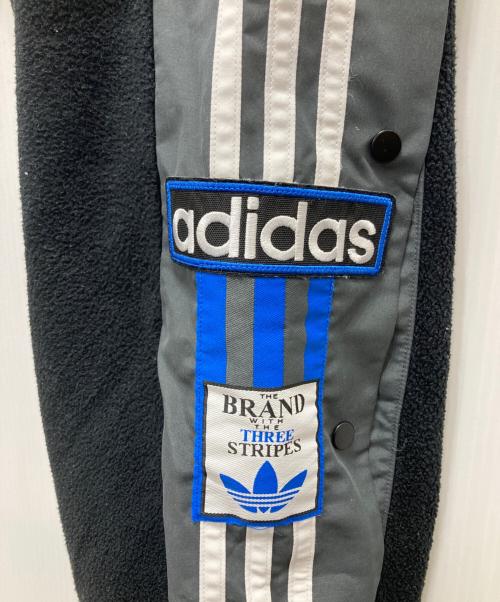 adidas
THE
BRAND
WITH
THE
THREE
STRIPES